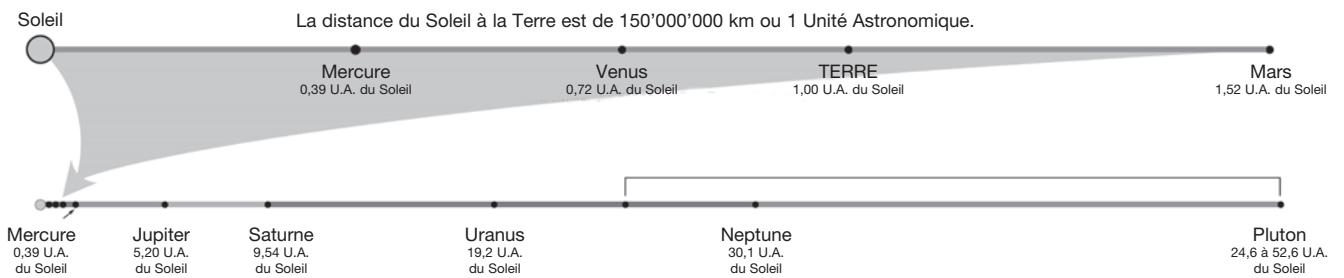 Soleil
La distance du Soleil à la Terre est de 150’000’000 km ou 1 Unité Astronomique.
Mercure
0,39 U.A. du Soleil
Venus
0,72 U.A. du Soleil
TERRE
1,00 U.A. du Soleil
Mars
1,52 U.A. du Soleil
Mercure
0,39 U.A.
du Soleil
Jupiter
5,20 U.A.
du Soleil
Saturne
9,54 U.A.
du Soleil
Uranus
19,2 U.A.
du Soleil
Neptune
30,1 U.A.
du Soleil
Pluton
24,6 à 52,6 U.A.
du Soleil